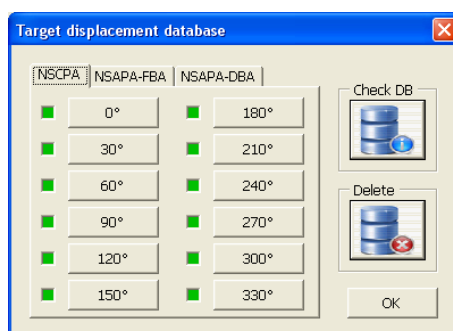 Target displacement database
NSCPA NSAPA-FBA NSAPA-DBA
Check DB
0° 180°
30° 210°
60° 240°
Delete
90° 270°
120° 300°
150° 330°
OK